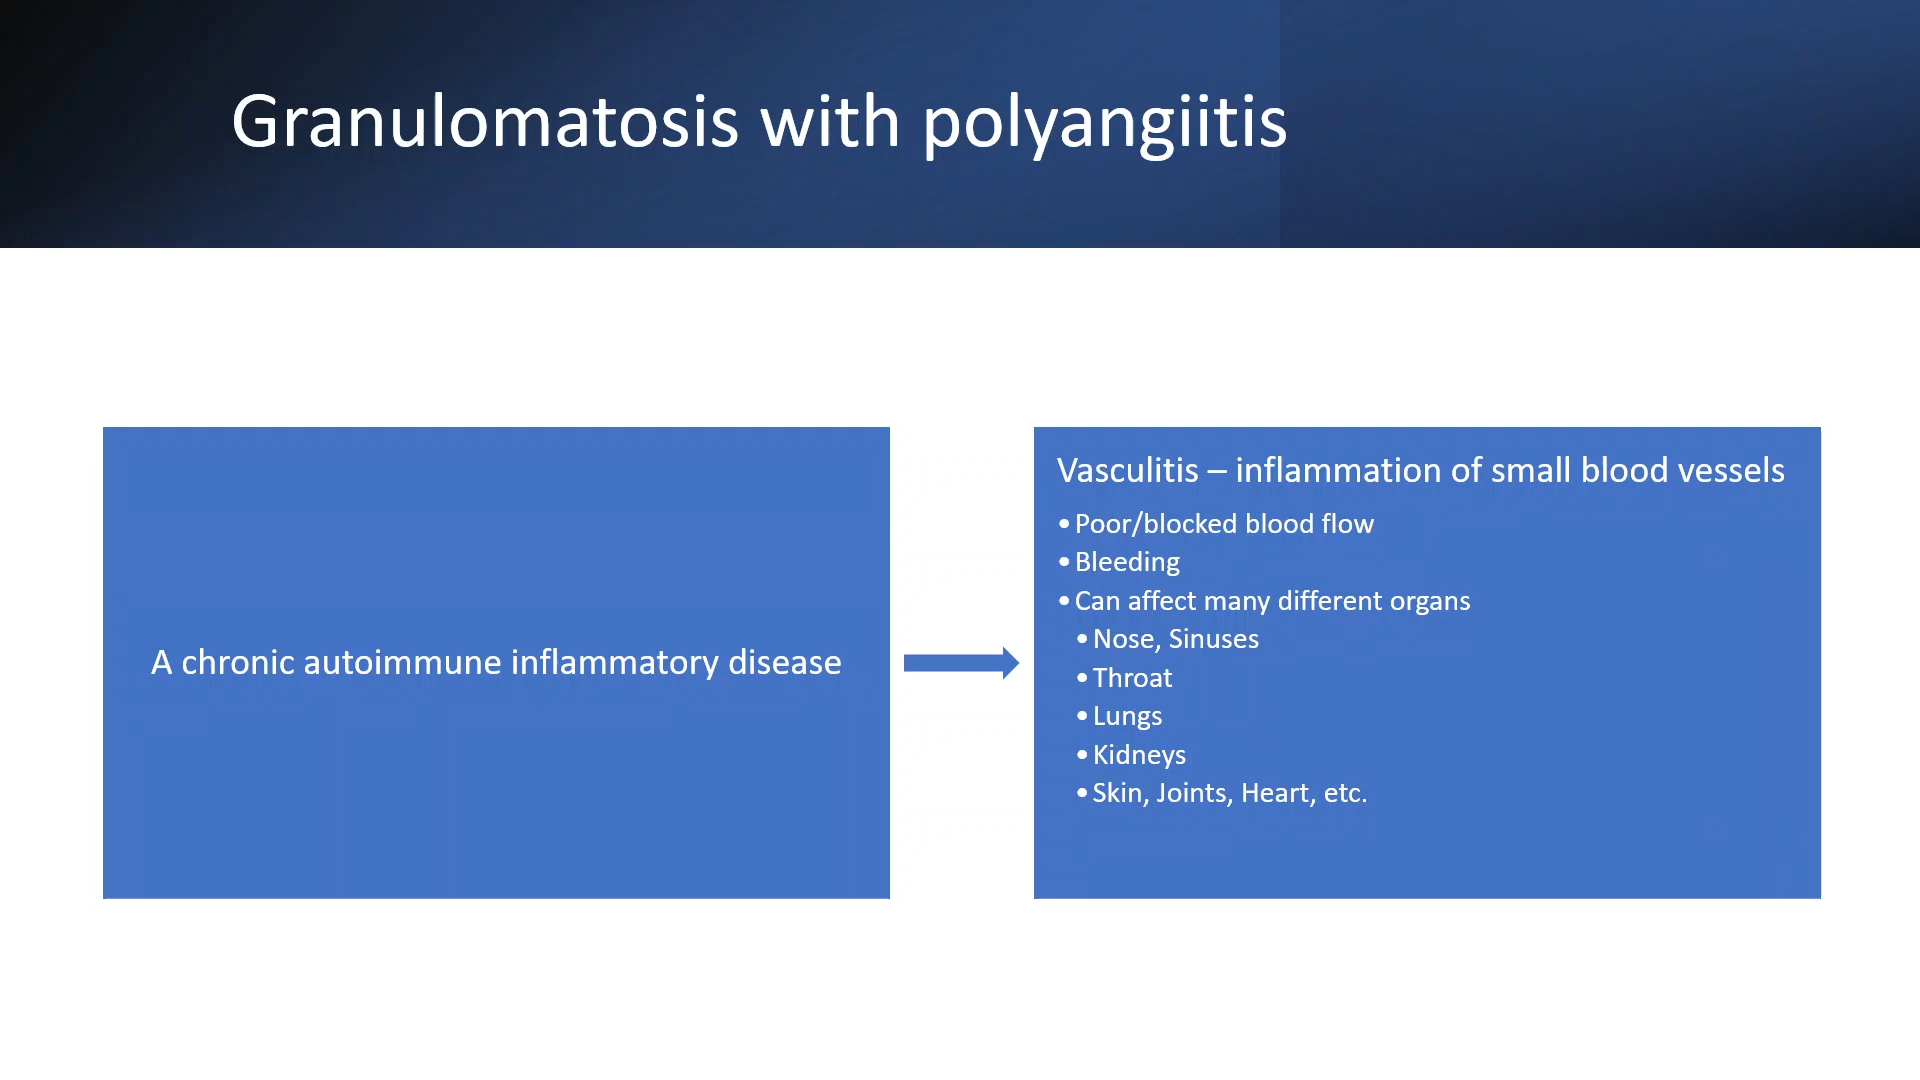 Granulomatosis with polyangiitis
A chronic autoimmune inflammatory disease
Vasculitis – inflammation of small blood vessels
•Poor/blocked blood flow
•Bleeding
•Can affect many different organs
•Nose, Sinuses
•Throat
•Lungs
•Kidneys
•Skin, Joints, Heart, etc.